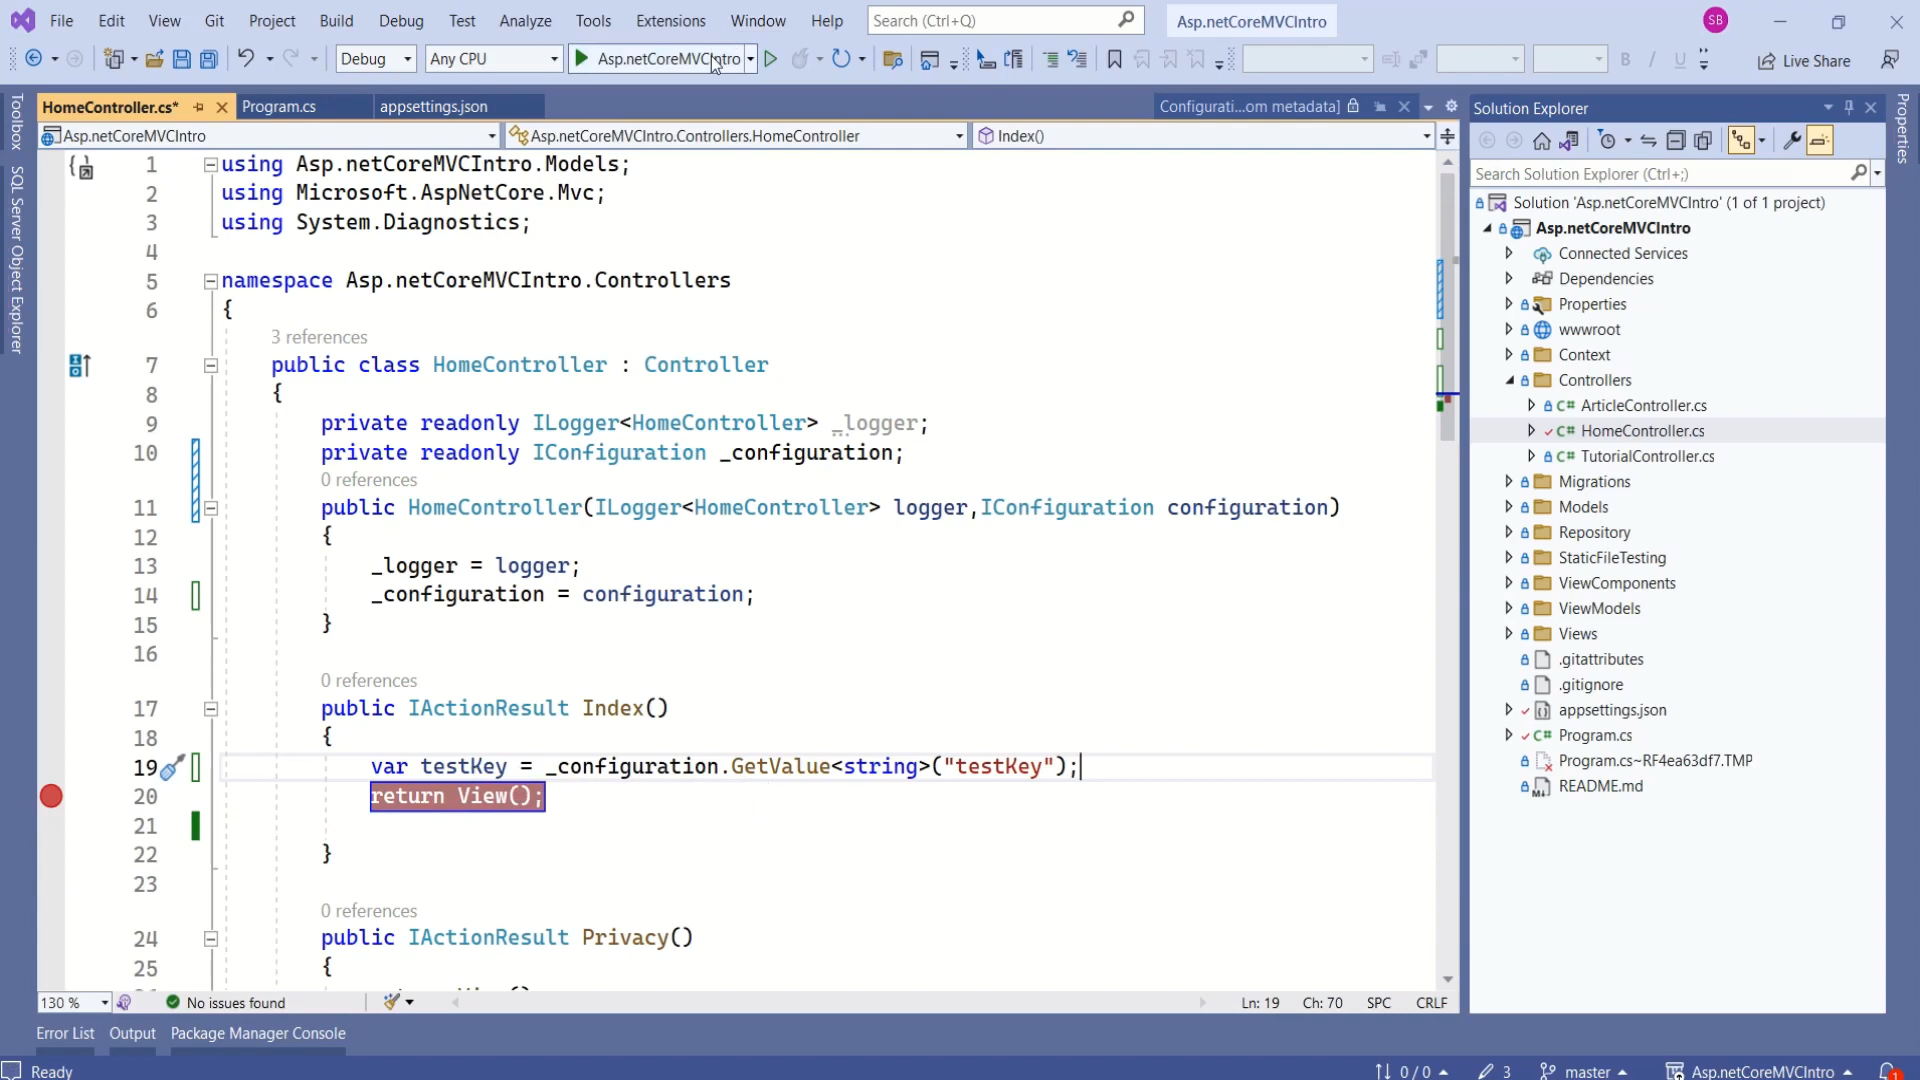 File Edit View Git Project Build Debug Test Analyze Tools Extensions Window Help Search (Ctrl+Q) Asp.netCoreMVCIntro SB
Debug Any CPU Asp.netCoreMVCIntro Live Share
HomeController.cs* Program.cs appsettings.json Configurati...om metadata]
Asp.netCoreMVCIntro Asp.netCoreMVCIntro.Controllers.HomeController Index()
Toolbox
SQL Server Object Explorer
1 using Asp.netCoreMVCIntro.Models;
2 using Microsoft.AspNetCore.Mvc;
3 using System.Diagnostics;
4
5 namespace Asp.netCoreMVCIntro.Controllers
6 {
3 references
7 public class HomeController : Controller
8 {
9 private readonly ILogger<HomeController> _logger;
10 private readonly IConfiguration _configuration;
0 references
11 public HomeController(ILogger<HomeController> logger,IConfiguration configuration)
12 {
13 _logger = logger;
14 _configuration = configuration;
15 }
16
0 references
17 public IActionResult Index()
18 {
19 var testKey = _configuration.GetValue<string>("testKey");
20 return View();
21
22 }
23
0 references
24 public IActionResult Privacy()
25 {
130 % No issues found Ln: 19 Ch: 70 SPC CRLF
Error List Output Package Manager Console
Ready 0 / 0 3 master Asp.netCoreMVCIntro 1
Solution Explorer
Search Solution Explorer (Ctrl+;)
Solution 'Asp.netCoreMVCIntro' (1 of 1 project)
Asp.netCoreMVCIntro
Connected Services
Dependencies
Properties
wwwroot
Context
Controllers
C# ArticleController.cs
C# HomeController.cs
C# TutorialController.cs
Migrations
Models
Repository
StaticFileTesting
ViewComponents
ViewModels
Views
.gitattributes
.gitignore
appsettings.json
C# Program.cs
Program.cs~RF4ea63df7.TMP
README.md
Properties